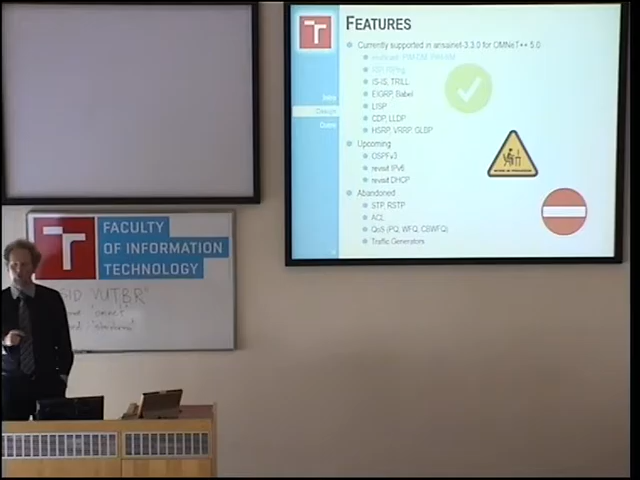 FEATURES
Currently supported in ansainet-3.3.0 for OMNeT++ 5.0
IS-IS, TRILL
EIGRP, Babel
LISP
CDP, LLDP
HSRP, VRRP, GLBP
Upcoming
OSPFv3
revisit IPv6
revisit DHCP
Abandoned
STP, RSTP
ACL
QoS (PQ, WFQ, CBWFQ)
Traffic Generators
Intro
Design
FACULTY
OF INFORMATION
TECHNOLOGY
VUTBR"